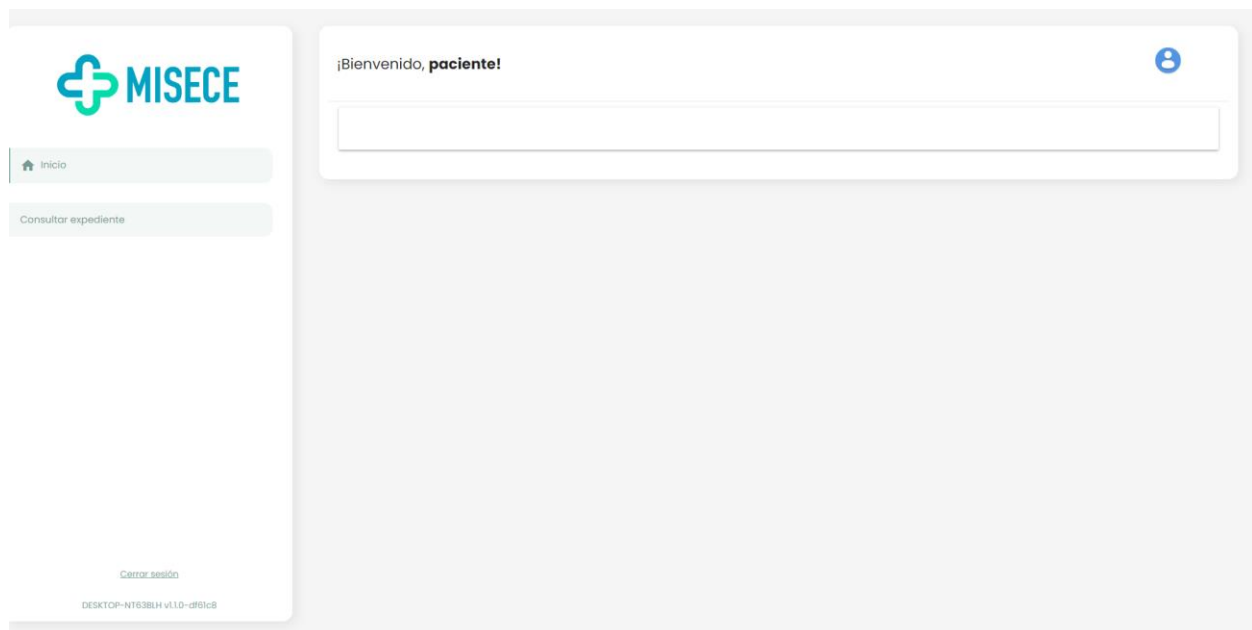 MISECE
Inicio
Consultar expediente
Cerrar sesión
DESKTOP-NT63BLH v1.1.0-df61c8
¡Bienvenido, paciente!